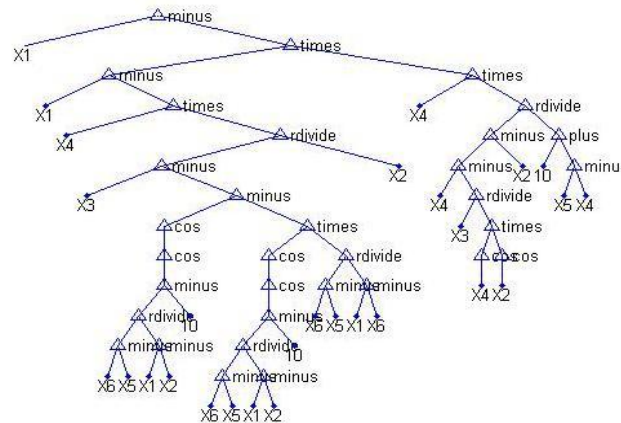 minus
X1 times
minus times
X1 times X4 rdivide
X4 rdivide minus plus
minus X2 minus X2 10 minu
X3 minus X4 rdivide X5 X4
cos times X3 times
cos cos rdivide cos cos
minus cos minus minus X4 X2
rdivide 10 minus X6 X5 X1 X6
minus minus rdivide 10
X6 X5 X1 X2 minus minus
X6 X5 X1 X2